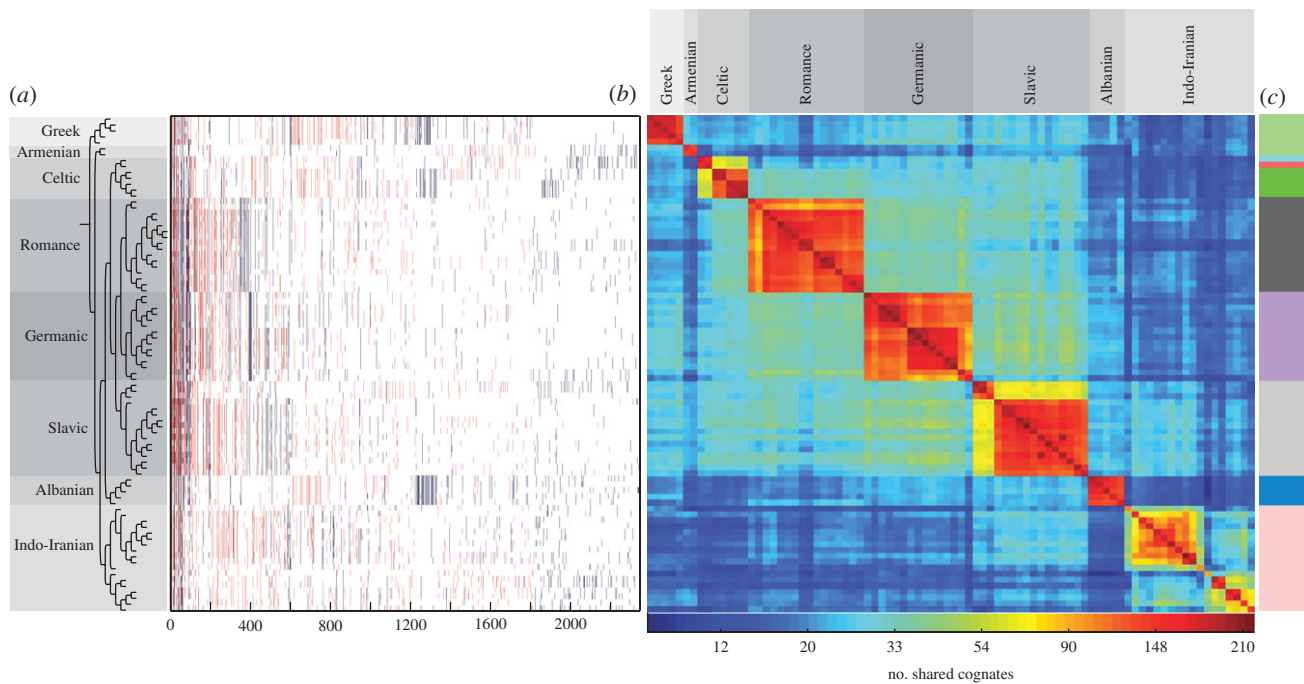 (a)
Greek
Armenian
Celtic
Romance
Germanic
Slavic
Albanian
Indo-Iranian
0 400 800 1200 1600 2000
(b)
Greek
Armenian
Celtic
Romance
Germanic
Slavic
Albanian
Indo-Iranian
(c)
12 20 33 54 90 148 210
no. shared cognates